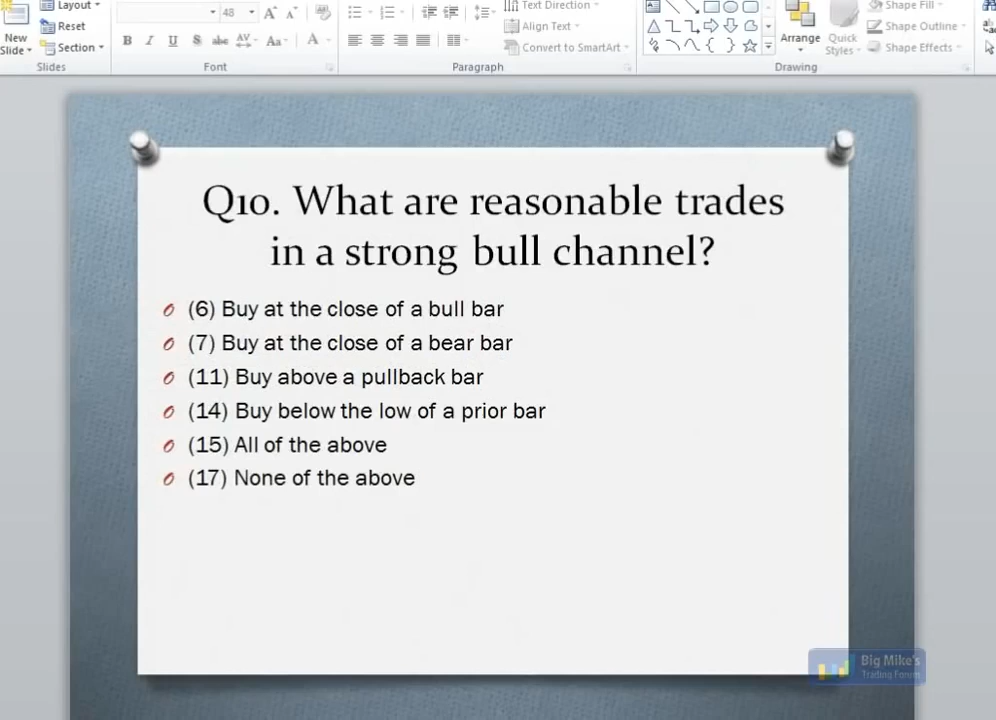 Layout
Reset
New
Slide
Section
Slides
48
B I U S abc AV Aa A
Font
Text Direction
Align Text
Convert to SmartArt
Paragraph
Arrange
Quick
Styles
Shape Fill
Shape Outline
Shape Effects
Drawing
Q10. What are reasonable trades
in a strong bull channel?
(6) Buy at the close of a bull bar
(7) Buy at the close of a bear bar
(11) Buy above a pullback bar
(14) Buy below the low of a prior bar
(15) All of the above
(17) None of the above
Big Mike's
Trading Forum